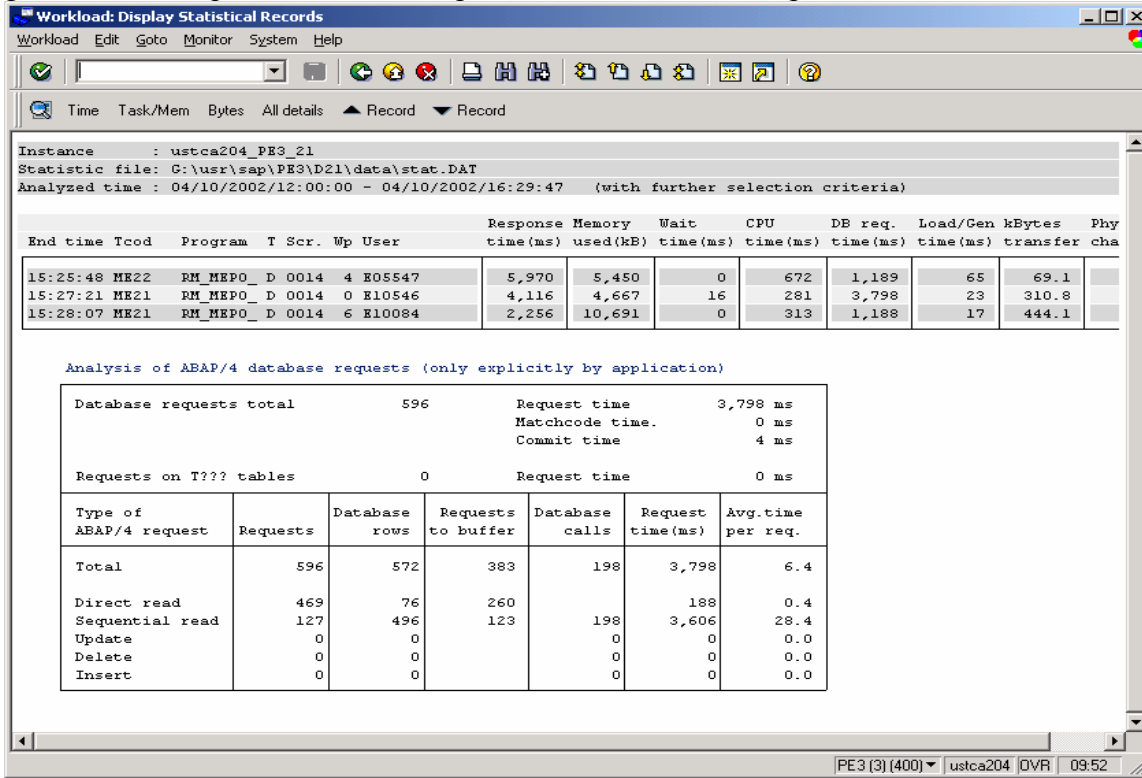 Workload: Display Statistical Records
Workload Edit Goto Monitor System Help
Time Task/Mem Bytes All details Record Record
Instance : ustca204_PE3_21
Statistic file: G:\usr\sap\PE3\D21\data\stat.DAT
Analyzed time : 04/10/2002/12:00:00 - 04/10/2002/16:29:47 (with further selection criteria)
Response Memory Wait CPU DB req. Load/Gen kBytes Phy
End time Tcod Program T Scr. Wp User time(ms) used(kB) time(ms) time(ms) time(ms) time(ms) transfer cha
15:25:48 ME22 RM_MEPO_ D 0014 4 E05547 5,970 5,450 0 672 1,189 65 69.1
15:27:21 ME21 RM_MEPO_ D 0014 0 E10546 4,116 4,667 16 281 3,798 23 310.8
15:28:07 ME21 RM_MEPO_ D 0014 6 E10084 2,256 10,691 0 313 1,188 17 444.1
Analysis of ABAP/4 database requests (only explicitly by application)
Database requests total 596 Request time 3,798 ms
Matchcode time. 0 ms
Commit time 4 ms
Requests on T??? tables 0 Request time 0 ms
Type of Database Requests Database Request Avg.time
ABAP/4 request Requests rows to buffer calls time(ms) per req.
Total 596 572 383 198 3,798 6.4
Direct read 469 76 260 188 0.4
Sequential read 127 496 123 198 3,606 28.4
Update 0 0 0 0 0.0
Delete 0 0 0 0 0.0
Insert 0 0 0 0 0.0
PE3 (3) (400) ustca204 OVR 09:52